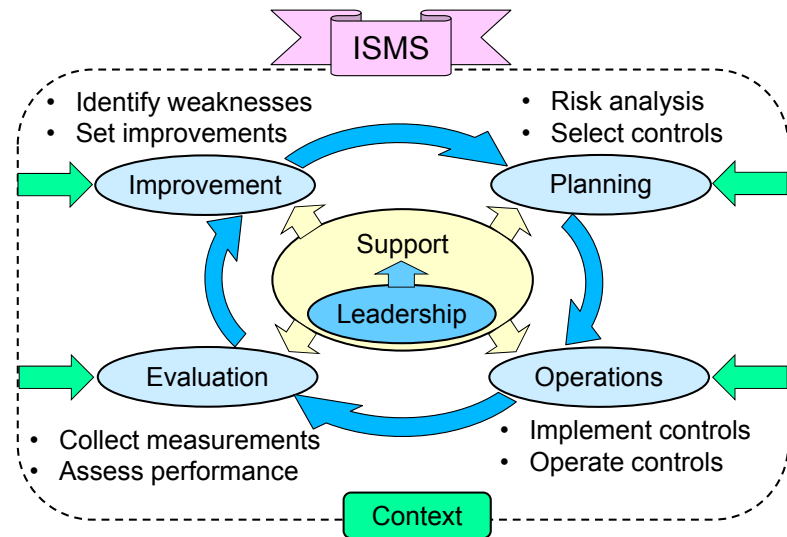 ISMS
• Identify weaknesses
• Set improvements
• Risk analysis
• Select controls
Improvement
Planning
Support
Leadership
Evaluation
Operations
• Collect measurements
• Assess performance
• Implement controls
• Operate controls
Context